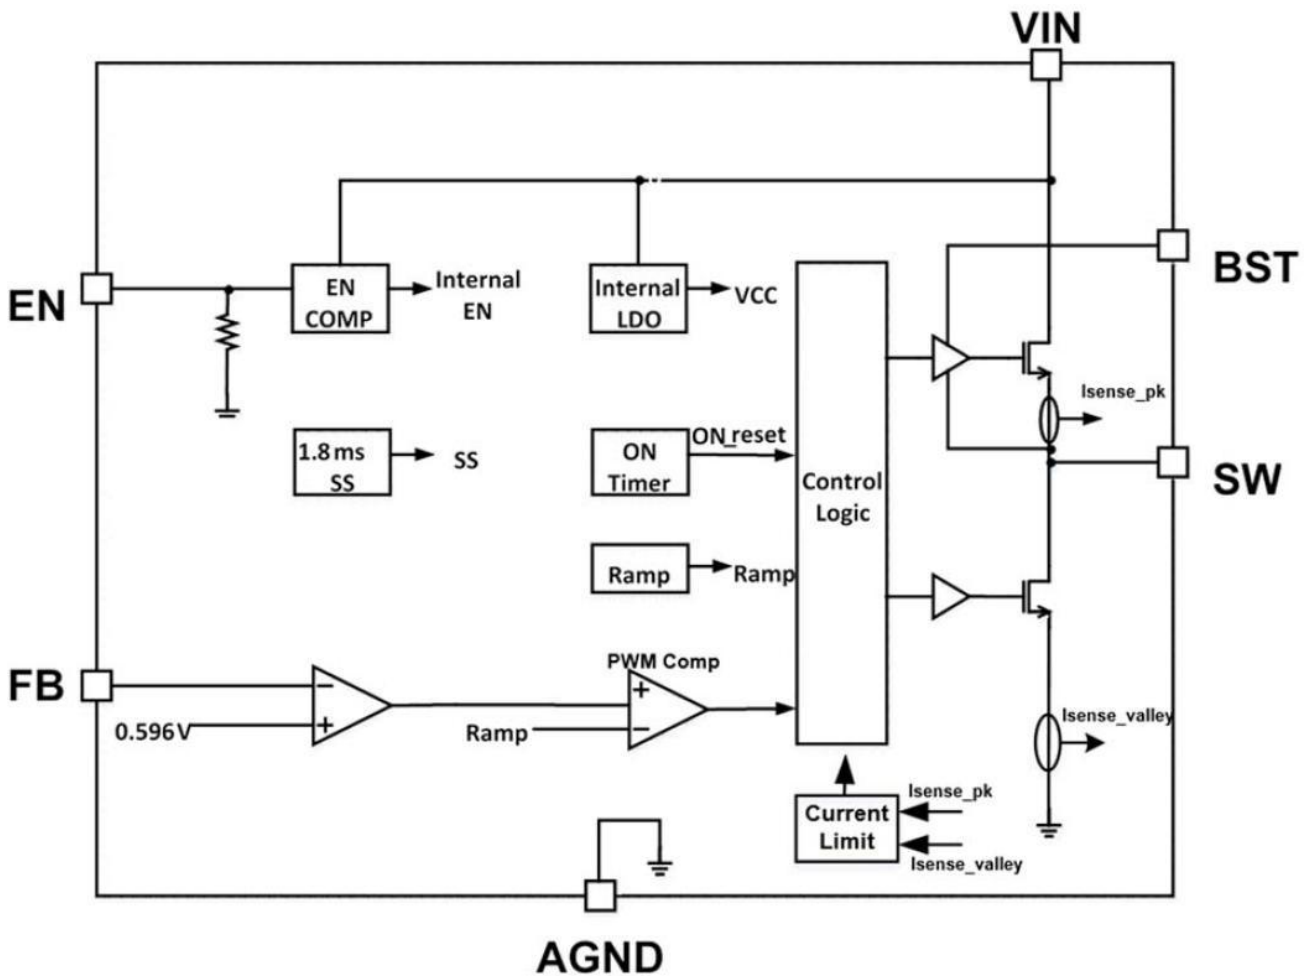 VIN
BST
EN
EN
COMP
Internal
EN
Internal
LDO
VCC
Isense_pk
1.8ms
SS
SS
ON
Timer
ON_reset
Control
Logic
SW
Ramp
Ramp
FB
0.596V
PWM Comp
+
-
-
+
Ramp
Isense_valley
Current
Limit
Isense_pk
Isense_valley
AGND